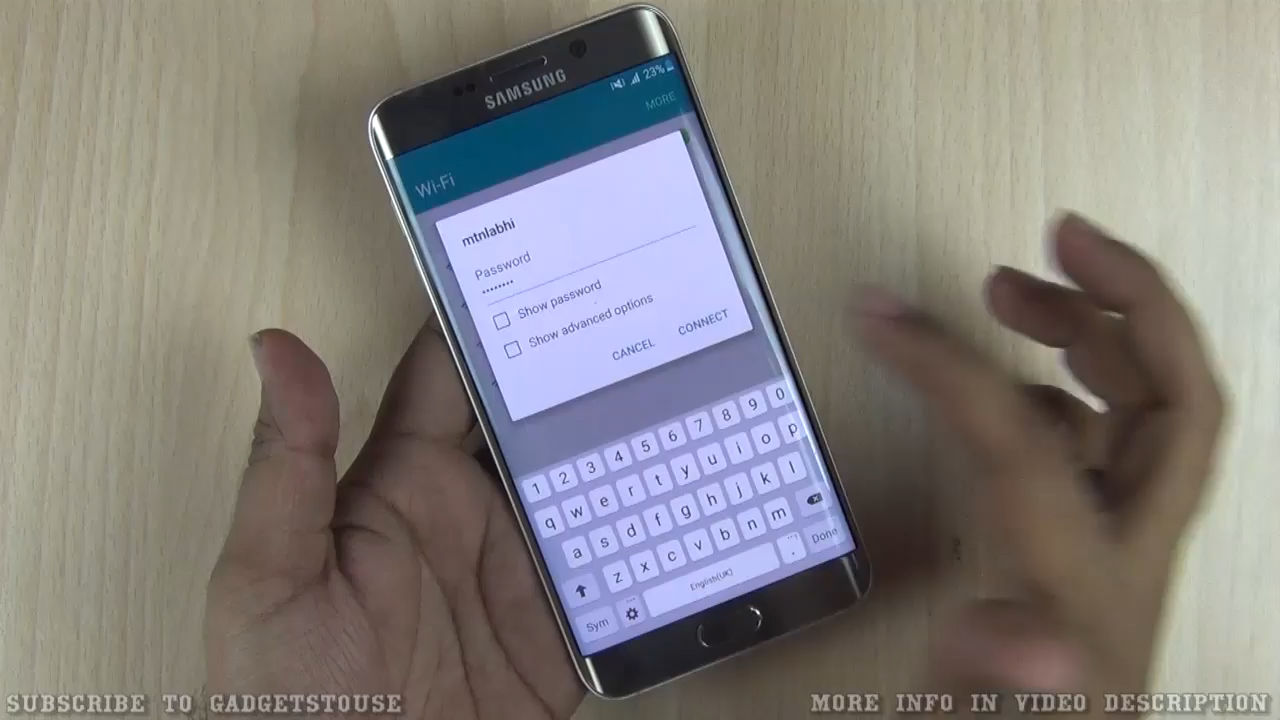 SAMSUNG
23%
MORE
Wi-Fi
mtnlabhi
Password
••••••••
Show password
Show advanced options
CANCEL CONNECT
1 2 3 4 5 6 7 8 9 0
q w e r t y u i o p
a s d f g h j k l
z x c v b n m
Sym English(UK) . Done
SUBSCRIBE TO GADGETSTOUSE
MORE INFO IN VIDEO DESCRIPTION